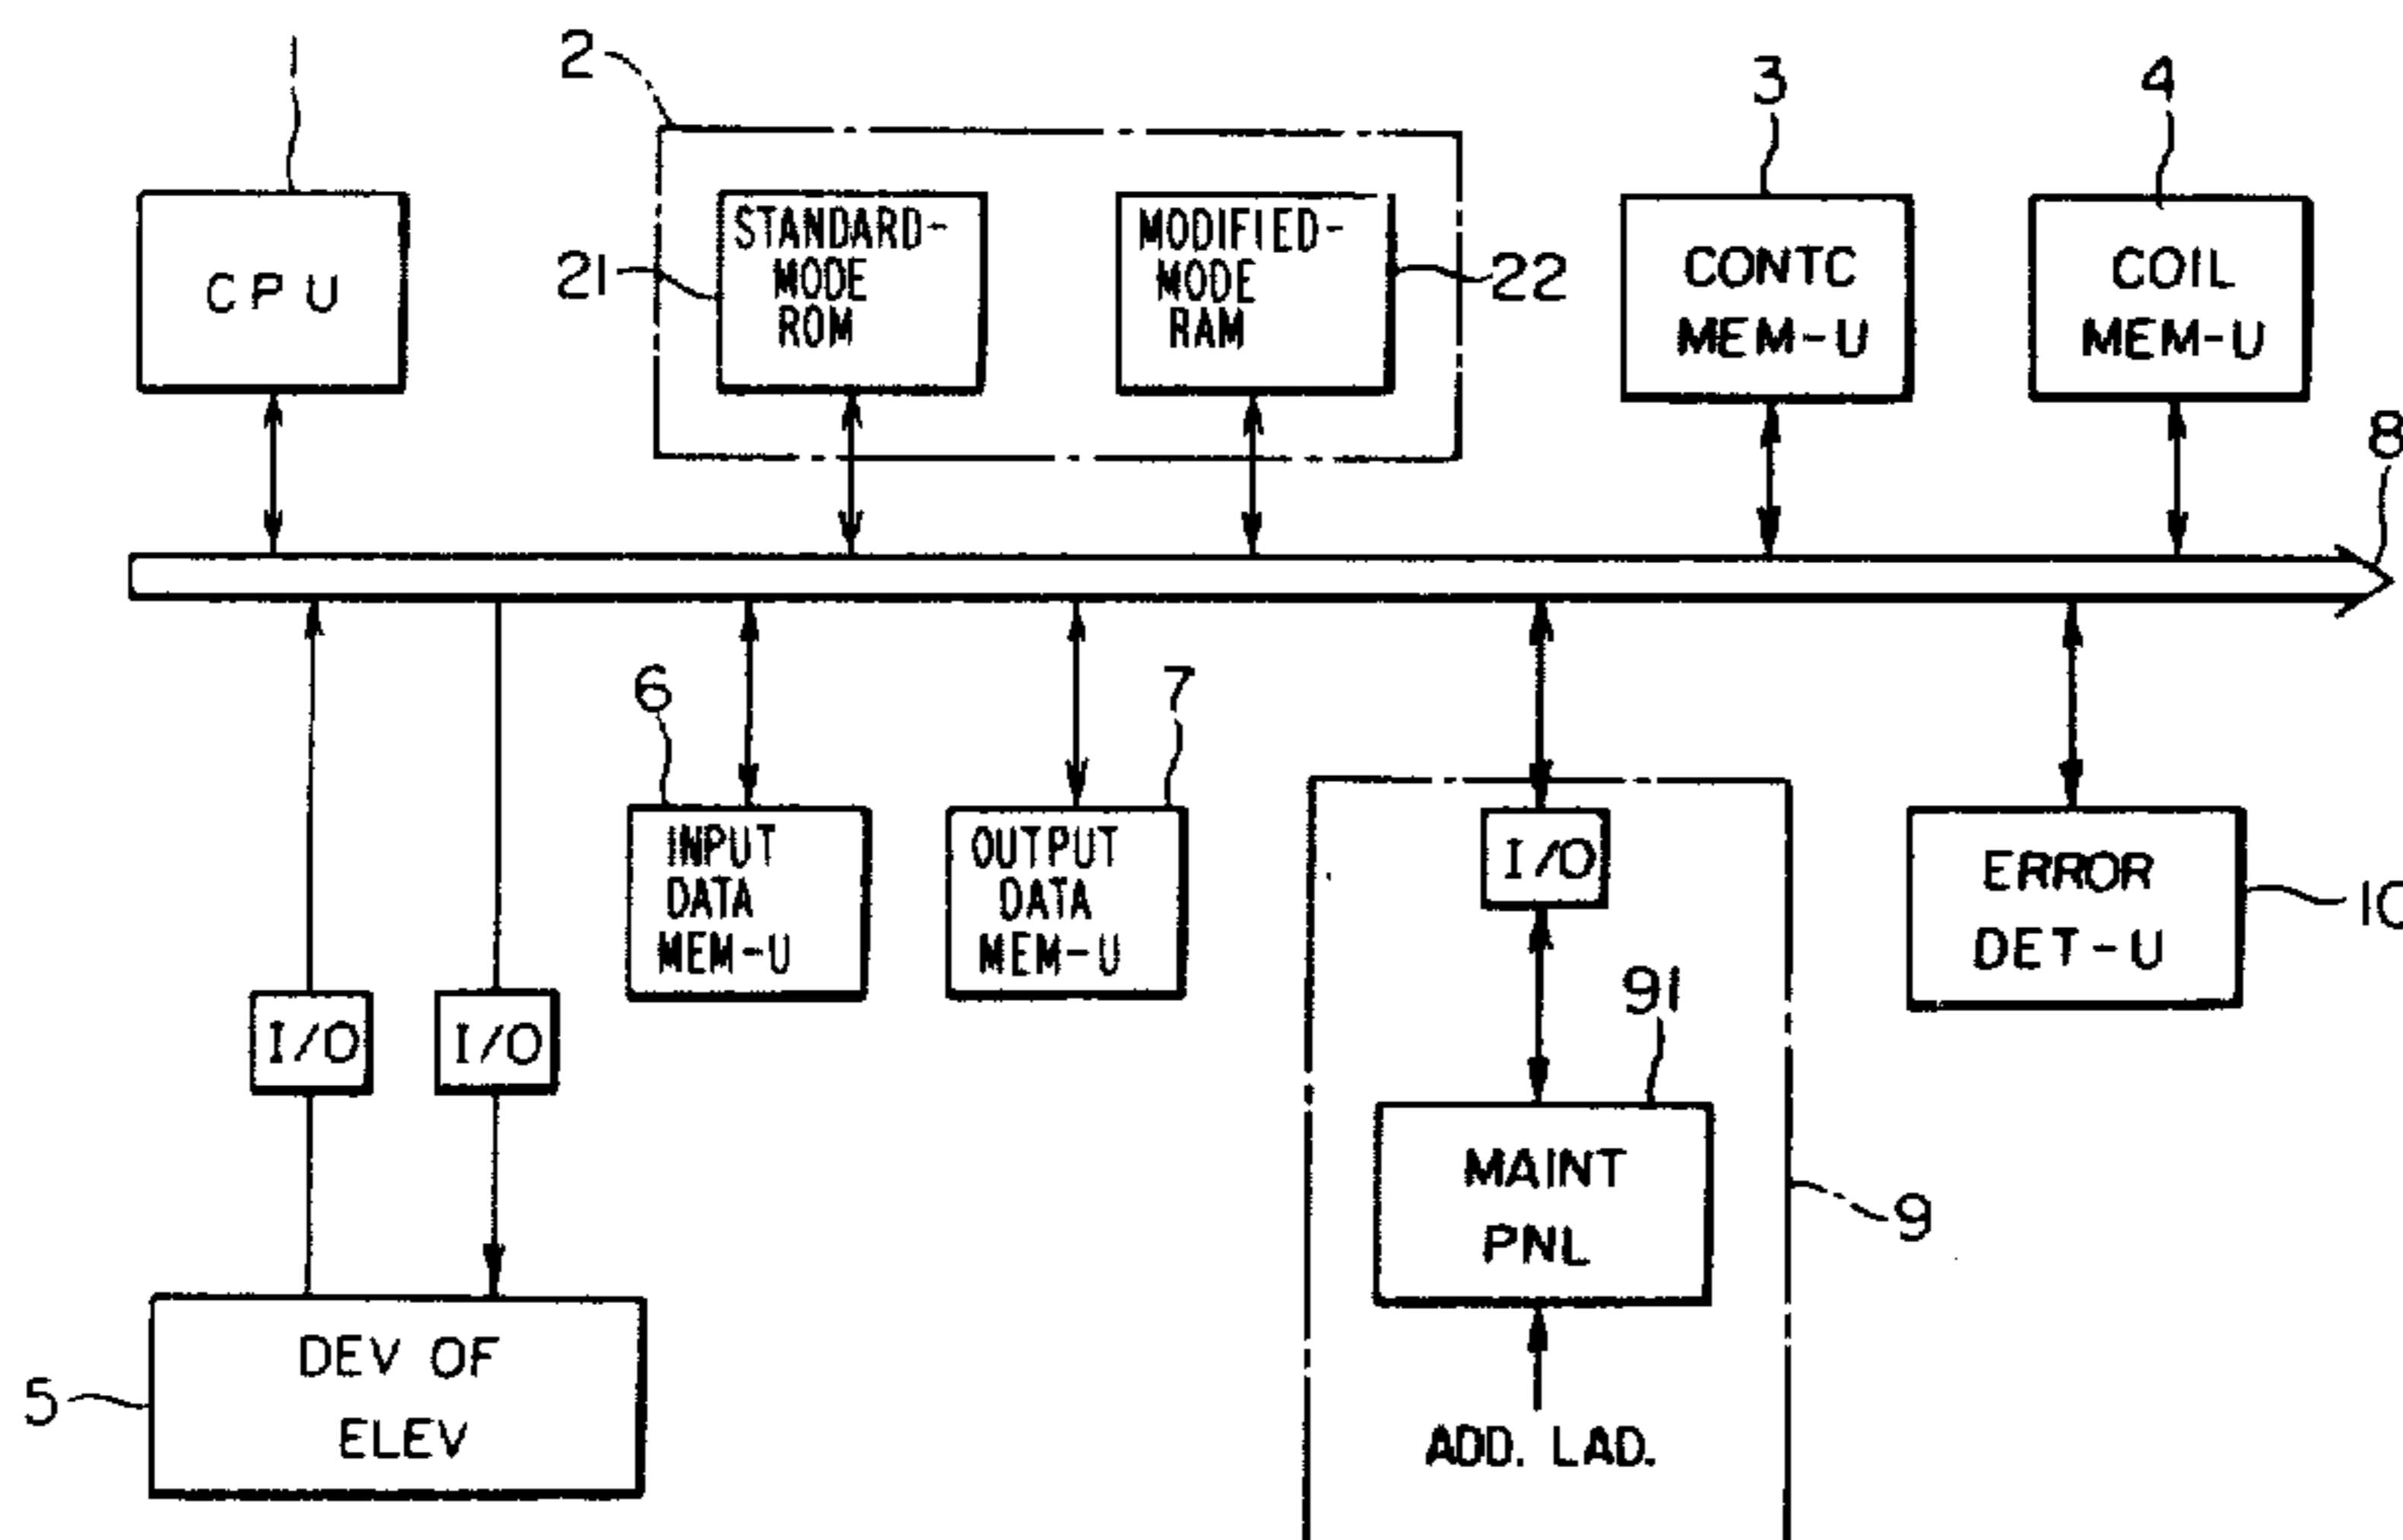 1
2
3
4
CPU
STANDARD-
MODE
ROM
21
MODIFIED-
MODE
RAM
22
CONTC
MEM-U
COIL
MEM-U
8
6
7
INPUT
DATA
MEM-U
OUTPUT
DATA
MEM-U
I/O
ERROR
DET-U
10
I/O
I/O
91
MAINT
PNL
9
5
DEV OF
ELEV
ADD. LAD.